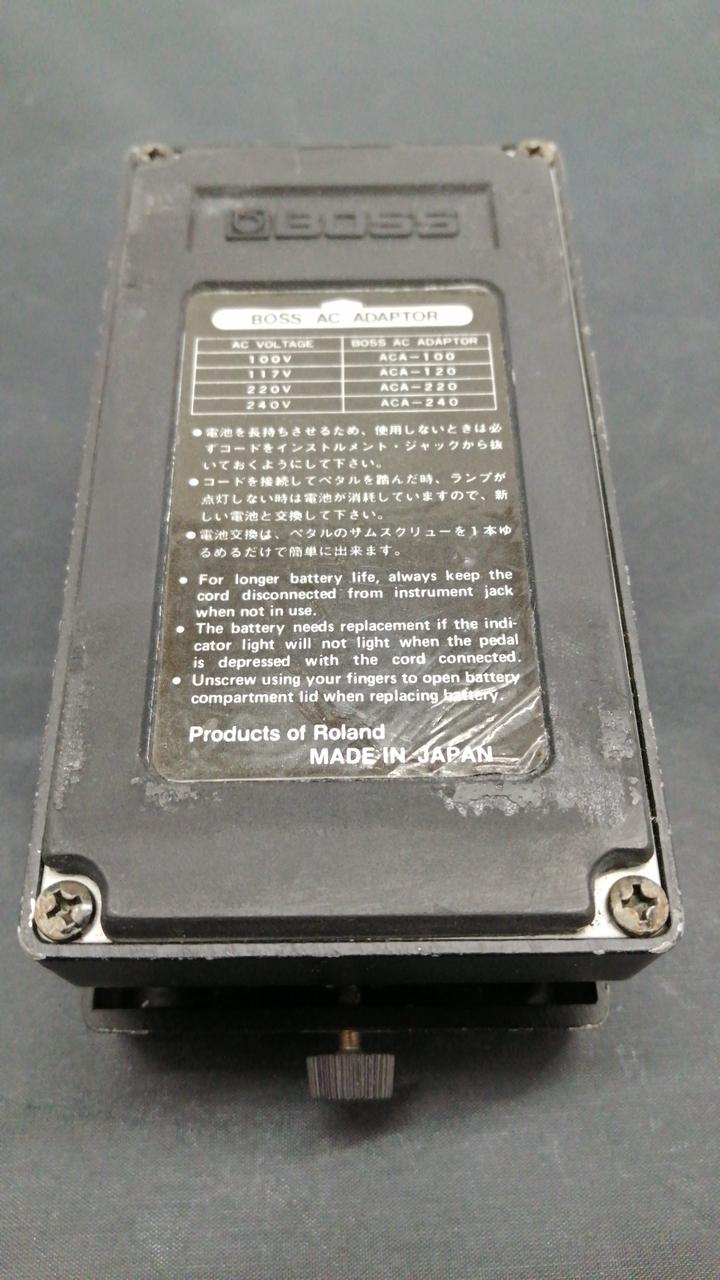 BOSS
BOSS AC ADAPTOR
AC VOLTAGE BOSS AC ADAPTOR
100V ACA-100
117V ACA-120
220V ACA-220
240V ACA-240
●電池を長持ちさせるため、使用しないときは必
ずコードをインストルメント・ジャックから抜
いておくようにして下さい。
●コードを接続してペタルを踏んだ時、ランプが
点灯しない時は電池が消耗していますので、新
しい電池と交換して下さい。
●電池交換は、ペタルのサムスクリューを1本ゆ
るめるだけで簡単に出来ます。
● For longer battery life, always keep the
cord disconnected from instrument jack
when not in use.
● The battery needs replacement if the indi-
cator light will not light when the pedal
is depressed with the cord connected.
● Unscrew using your fingers to open battery
compartment lid when replacing battery.
Products of Roland
MADE IN JAPAN